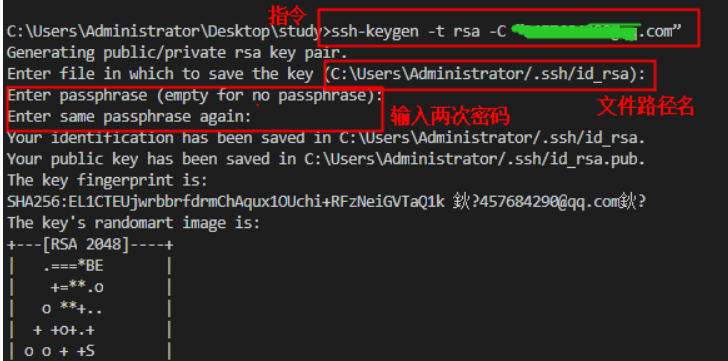 指令
C:\Users\Administrator\Desktop\study>ssh-keygen -t rsa -C .com”
Generating public/private rsa key pair.
Enter file in which to save the key (C:\Users\Administrator/.ssh/id_rsa):
Enter passphrase (empty for no passphrase):
Enter same passphrase again:
输入两次密码
文件路径名
Your identification has been saved in C:\Users\Administrator/.ssh/id_rsa.
Your public key has been saved in C:\Users\Administrator/.ssh/id_rsa.pub.
The key fingerprint is:
SHA256:EL1CTEUjwrbbrfdrmChAqux1OUchi+RFzNeiGVTaQ1k 鈥?457684290@qq.com鈥?
The key's randomart image is:
+---[RSA 2048]----+
|    .===*BE      |
|     +=**.o      |
|    o **+..      |
|   + +o+.+       |
|  o o + +S       |